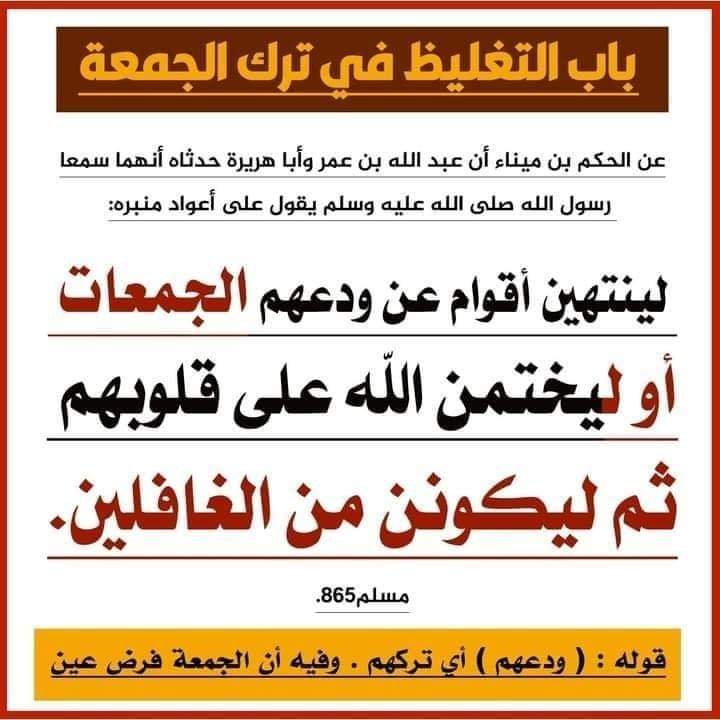 باب التغليظ في ترك الجمعة
عن الحكم بن ميناء أن عبد الله بن عمر وأبا هريرة حدثاه أنهما سمعا
رسول الله صلى الله عليه وسلم يقول على أعواد منبره:
لينتهين أقوام عن ودعهم الجمعات
أو ليختمن الله على قلوبهم
ثم ليكونن من الغافلين.
مسلم865.
قوله : ( ودعهم ) أي تركهم . وفيه أن الجمعة فرض عين